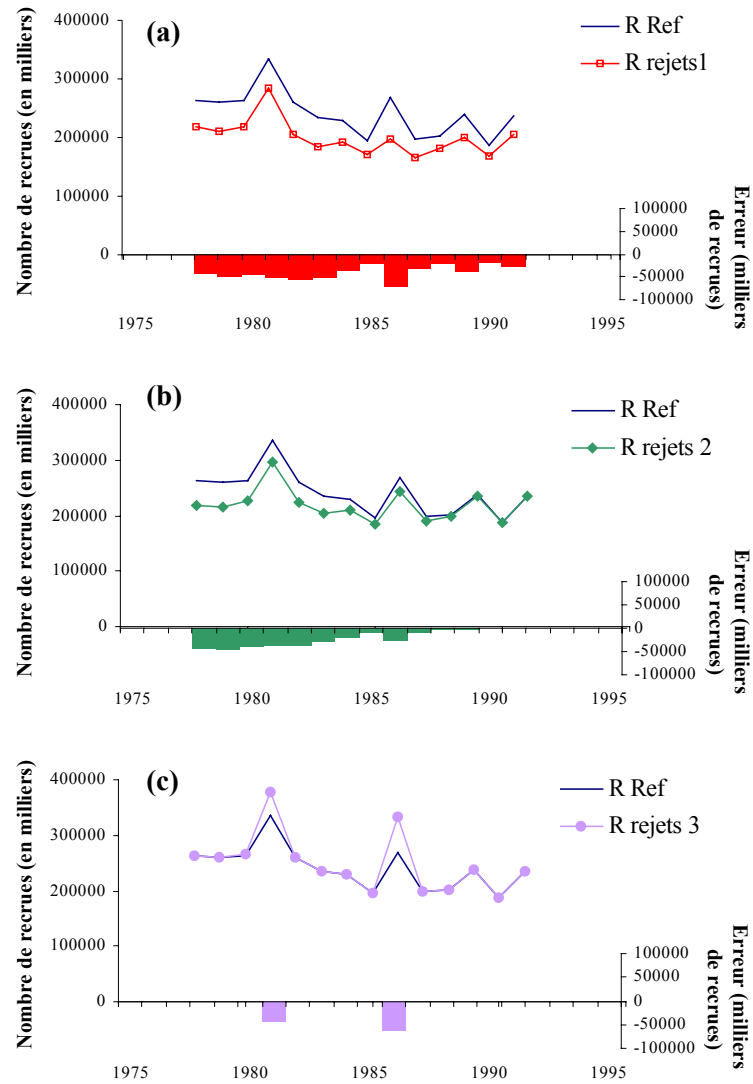 (a)
R Ref
R rejets1
Nombre de recrues (en milliers)
400000
300000
200000
100000
0
Erreur (milliers
de recrues)
100000
50000
0
-50000
-100000
1975
1980
1985
1990
1995
(b)
R Ref
R rejets 2
Nombre de recrues (en milliers)
400000
300000
200000
100000
0
Erreur (milliers
de recrues)
100000
50000
0
-50000
-100000
1975
1980
1985
1990
1995
(c)
R Ref
R rejets 3
Nombre de recrues (en milliers)
400000
300000
200000
100000
0
Erreur (milliers
de recrues)
100000
50000
0
-50000
-100000
1975
1980
1985
1990
1995